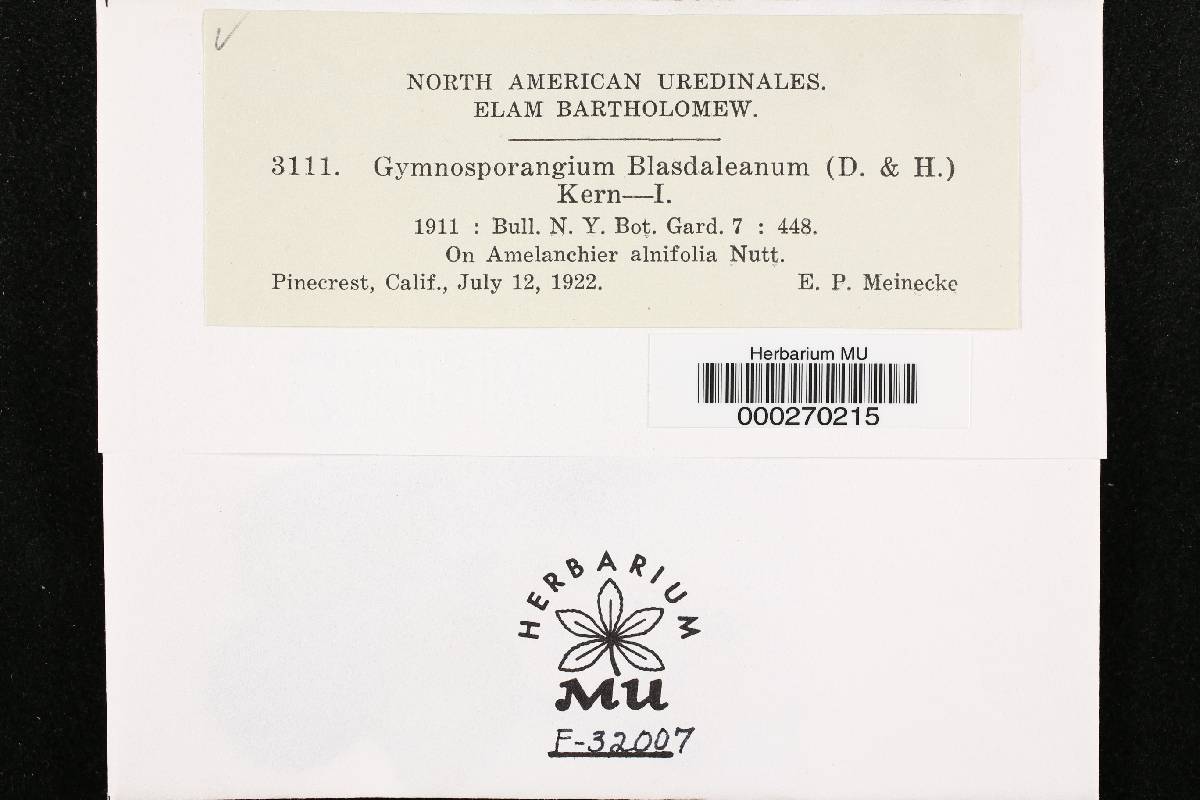 NORTH AMERICAN UREDINALES.
ELAM BARTHOLOMEW.
3111. Gymnosporangium Blasdaleanum (D. & H.)
Kern—I.
1911 : Bull. N. Y. Bot. Gard. 7 : 448.
On Amelanchier alnifolia Nutt.
Pinecrest, Calif., July 12, 1922. E. P. Meinecke
Herbarium MU
000270215
HERBARIUM
MU
F-32007